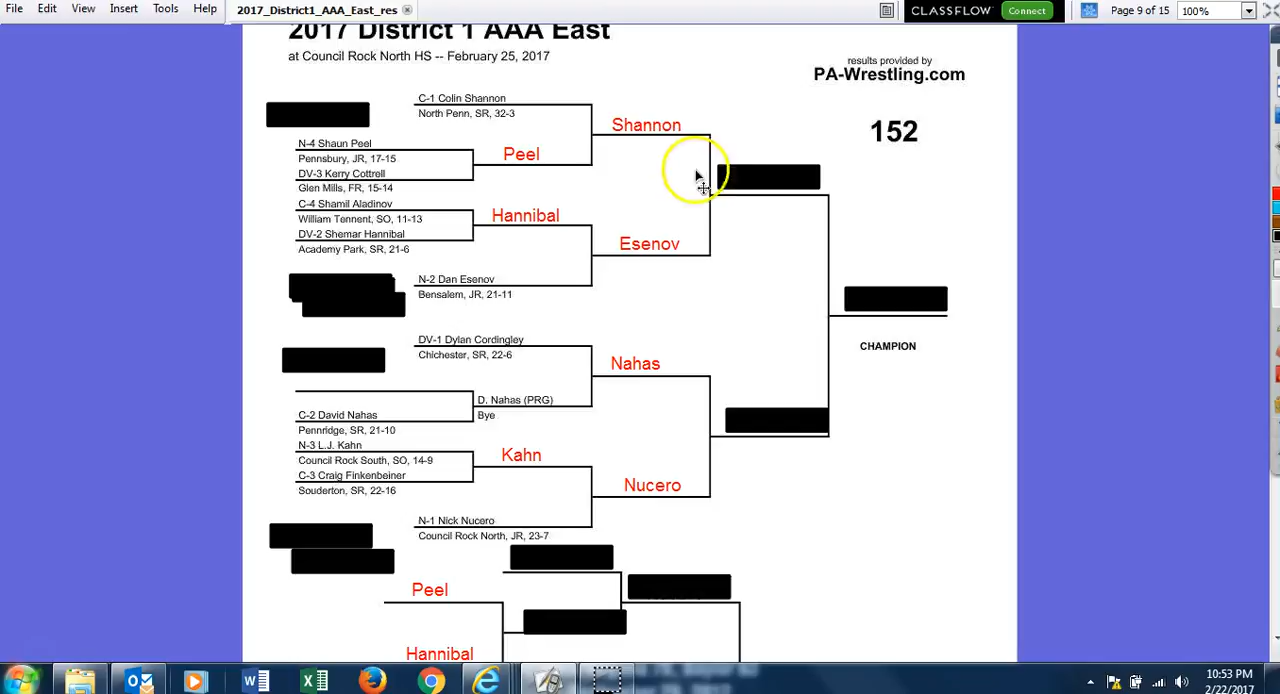 File Edit View Insert Tools Help
2017_District1_AAA_East_res
CLASSFLOW Connect
Page 9 of 15
100%
2017 District 1 AAA East
at Council Rock North HS -- February 25, 2017
results provided by
PA-Wrestling.com
152
C-1 Colin Shannon
North Penn, SR, 32-3
Shannon
N-4 Shaun Peel
Pennsbury, JR, 17-15
Peel
DV-3 Kerry Cottrell
Glen Mills, FR, 15-14
C-4 Shamil Aladinov
William Tennent, SO, 11-13
Hannibal
DV-2 Shemar Hannibal
Academy Park, SR, 21-6
Esenov
N-2 Dan Esenov
Bensalem, JR, 21-11
DV-1 Dylan Cordingley
Chichester, SR, 22-6
CHAMPION
Nahas
D. Nahas (PRG)
Bye
C-2 David Nahas
Pennridge, SR, 21-10
N-3 L.J. Kahn
Council Rock South, SO, 14-9
Kahn
C-3 Craig Finkenbeiner
Souderton, SR, 22-16
Nucero
N-1 Nick Nucero
Council Rock North, JR, 23-7
Peel
Hannibal
10:53 PM
2/22/2017